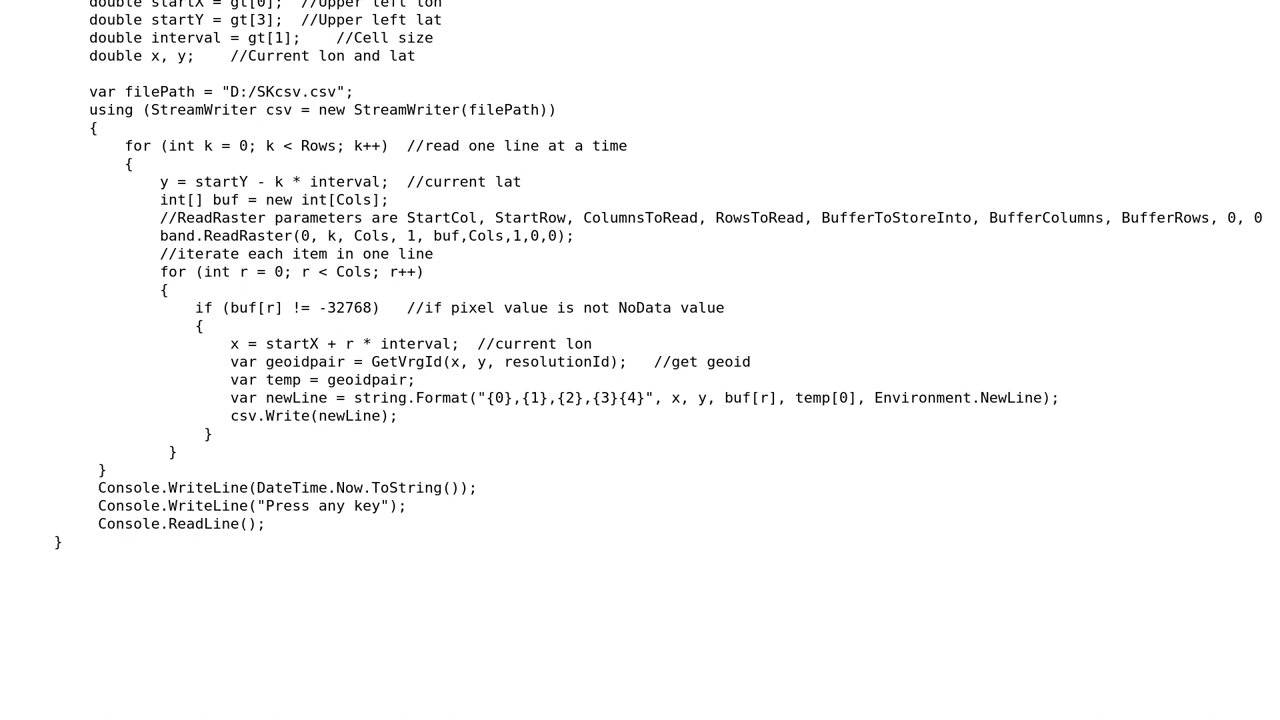 double startX = gt[0];  //Upper left lon
double startY = gt[3];  //Upper left lat
double interval = gt[1];    //Cell size
double x, y;    //Current lon and lat
var filePath = "D:/SKcsv.csv";
using (StreamWriter csv = new StreamWriter(filePath))
{
for (int k = 0; k < Rows; k++)  //read one line at a time
{
y = startY - k * interval;  //current lat
int[] buf = new int[Cols];
//ReadRaster parameters are StartCol, StartRow, ColumnsToRead, RowsToRead, BufferToStoreInto, BufferColumns, BufferRows, 0, 0
band.ReadRaster(0, k, Cols, 1, buf,Cols,1,0,0);
//iterate each item in one line
for (int r = 0; r < Cols; r++)
{
if (buf[r] != -32768)   //if pixel value is not NoData value
{
x = startX + r * interval;  //current lon
var geoidpair = GetVrgId(x, y, resolutionId);   //get geoid
var temp = geoidpair;
var newLine = string.Format("{0},{1},{2},{3}{4}", x, y, buf[r], temp[0], Environment.NewLine);
csv.Write(newLine);
}
}
}
Console.WriteLine(DateTime.Now.ToString());
Console.WriteLine("Press any key");
Console.ReadLine();
}